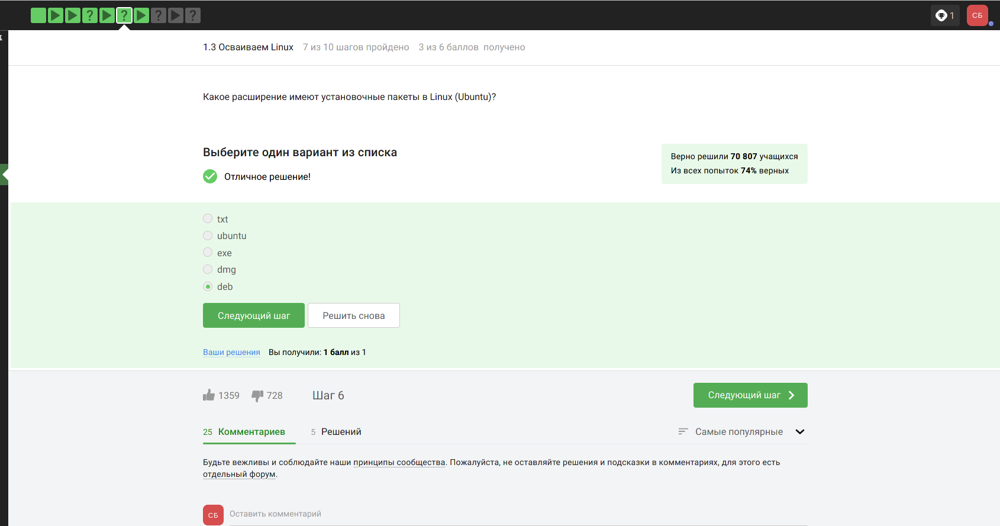 ? ? ? ?
1
СБ
1.3 Осваиваем Linux 7 из 10 шагов пройдено 3 из 6 баллов получено
Какое расширение имеют установочные пакеты в Linux (Ubuntu)?
Выберите один вариант из списка
Отличное решение!
Верно решили 70 807 учащихся
Из всех попыток 74% верных
txt
ubuntu
exe
dmg
deb
Следующий шаг
Решить снова
Ваши решения Вы получили: 1 балл из 1
1359 728 Шаг 6
Следующий шаг
25 Комментариев 5 Решений
Самые популярные
Будьте вежливы и соблюдайте наши принципы сообщества. Пожалуйста, не оставляйте решения и подсказки в комментариях, для этого есть
отдельный форум.
СБ Оставить комментарий